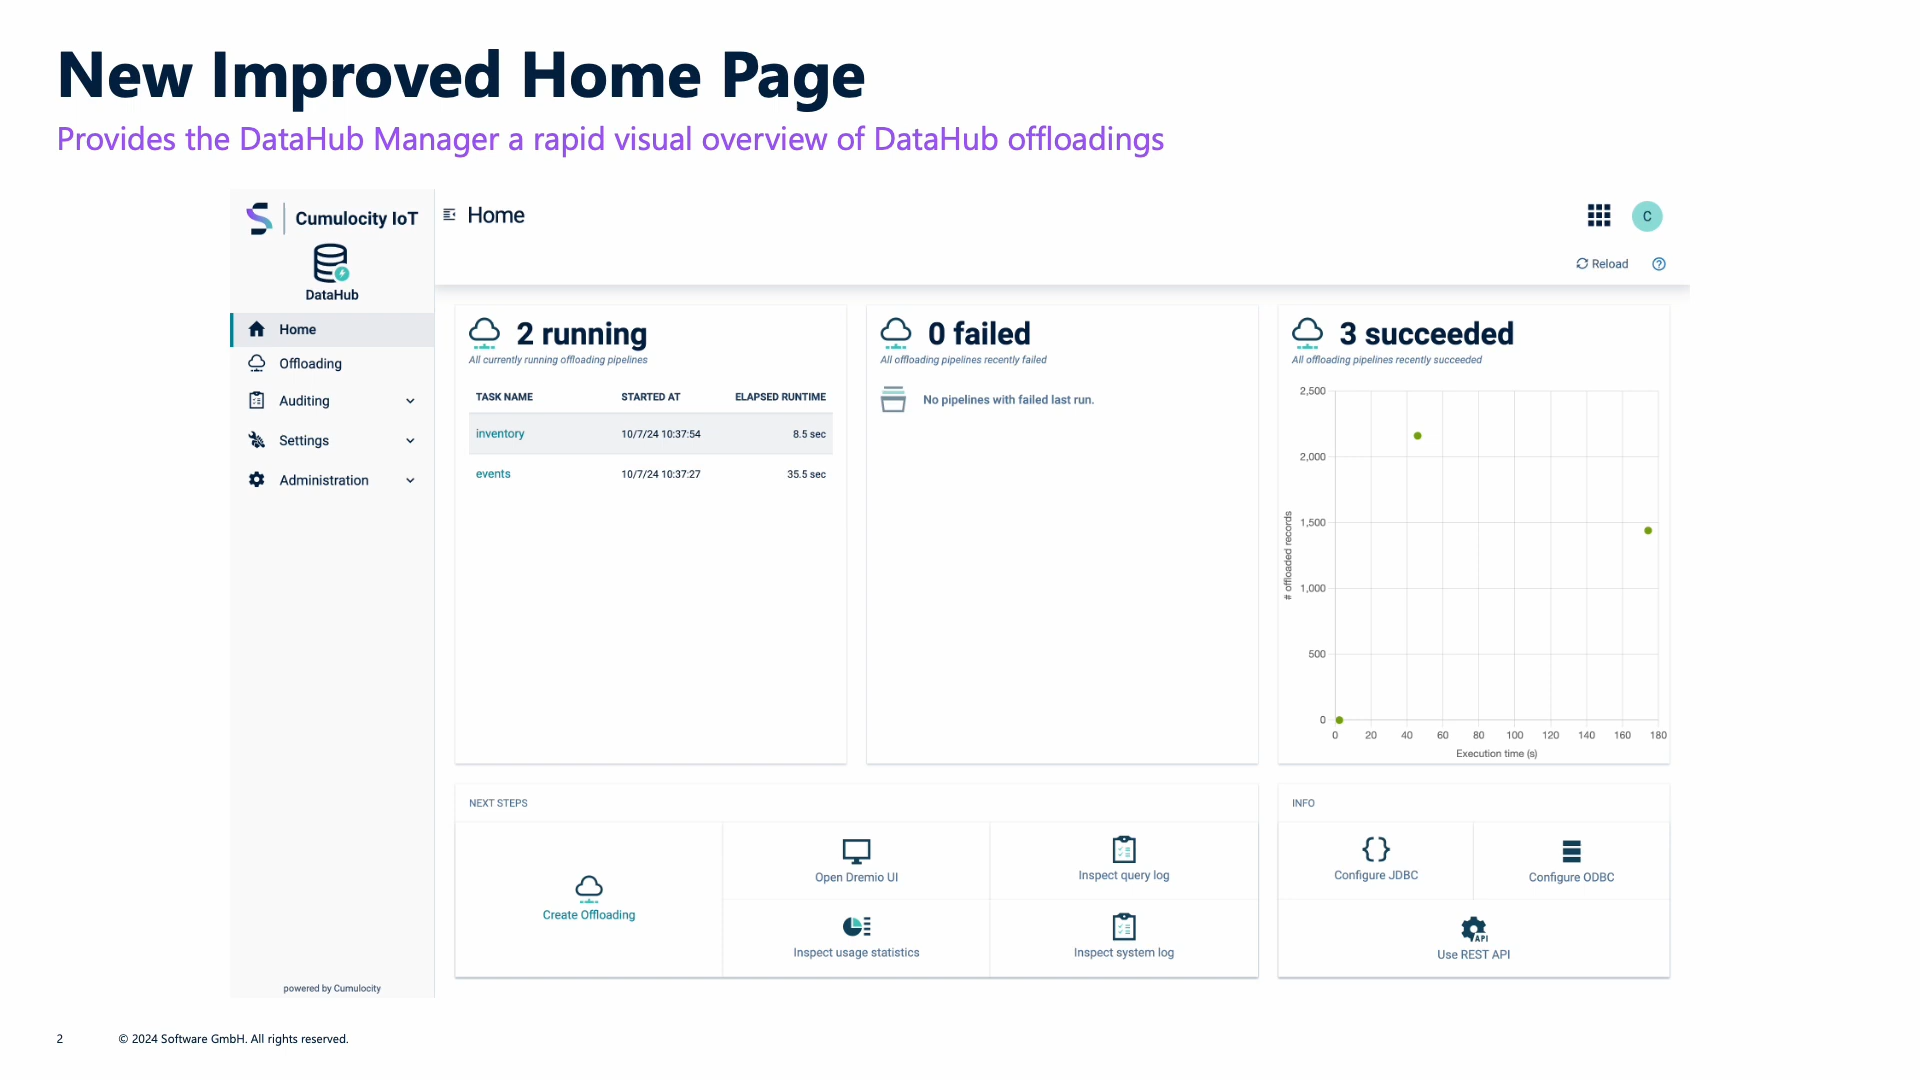 New Improved Home Page
Provides the DataHub Manager a rapid visual overview of DataHub offloadings
Cumulocity IoT
DataHub
Home
Offloading
Auditing
Settings
Administration
powered by Cumulocity
Home
C
Reload
?
2 running
All currently running offloading pipelines
TASK NAME STARTED AT ELAPSED RUNTIME
inventory 10/7/24 10:37:54 8.5 sec
events 10/7/24 10:37:27 35.5 sec
0 failed
All offloading pipelines recently failed
No pipelines with failed last run.
3 succeeded
All offloading pipelines recently succeeded
2,500
2,000
1,500
1,000
500
0
# offloaded records
0 20 40 60 80 100 120 140 160 180
Execution time (s)
NEXT STEPS
Create Offloading
Open Dremio UI
Inspect query log
Inspect usage statistics
Inspect system log
INFO
{}
Configure JDBC
Configure ODBC
API
Use REST API
2
© 2024 Software GmbH. All rights reserved.